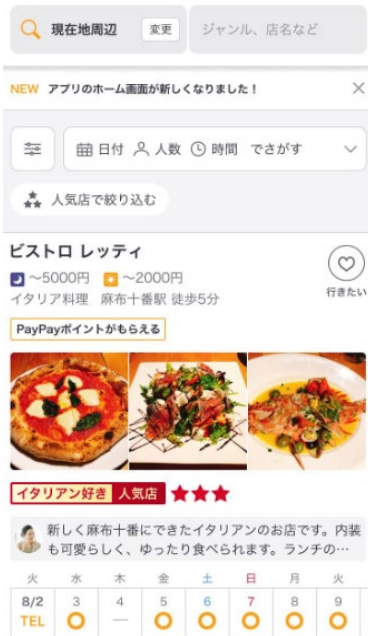 現在地周辺 変更 ジャンル、店名など
NEW アプリのホーム画面が新しくなりました!
日付 人数 時間 でさがす
人気店で絞り込む
ビストロ レッティ
～5000円 ～2000円
イタリア料理 麻布十番駅 徒歩5分
行きたい
PayPayポイントがもらえる
イタリアン好き 人気店
新しく麻布十番にできたイタリアンのお店です。内装
も可愛らしく、ゆったり食べられます。ランチの…
火 水 木 金 土 日 月 火
8/2 3 4 5 6 7 8 9
TEL